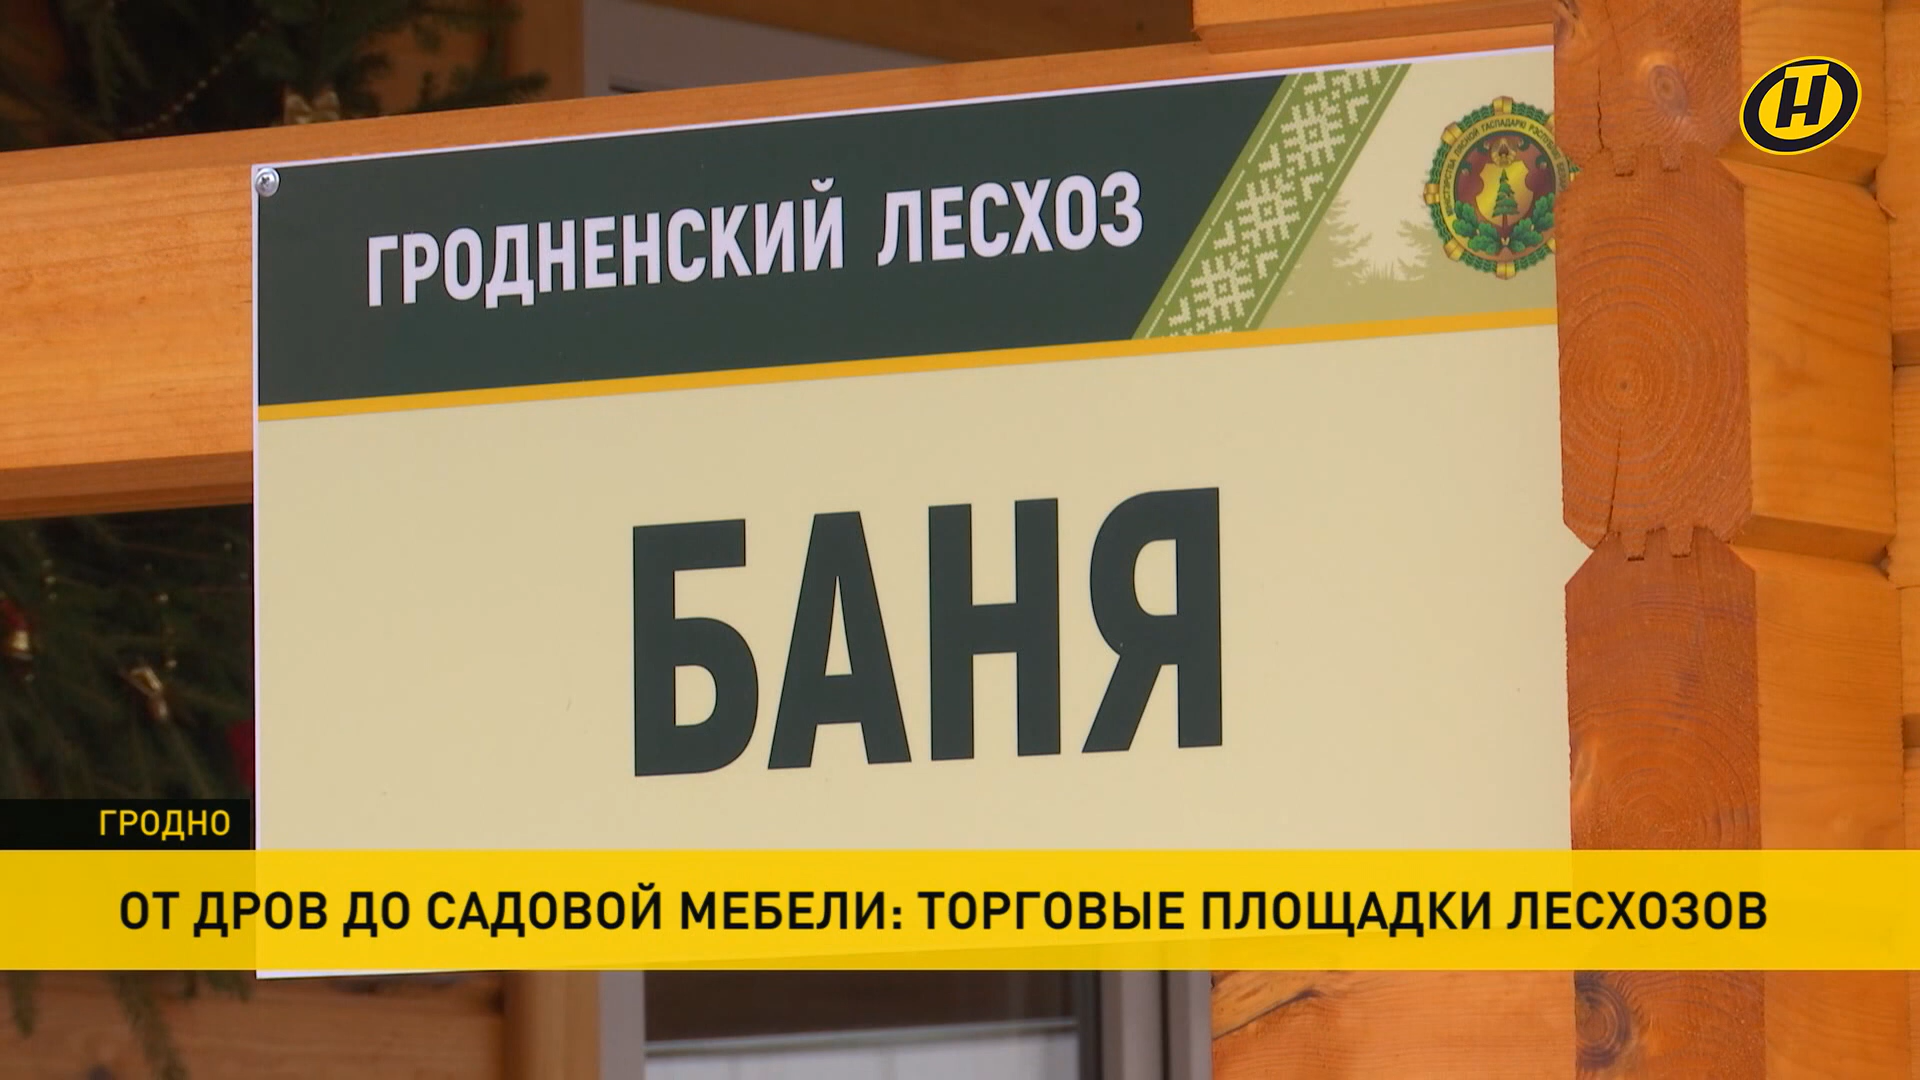 ГРОДНЕНСКИЙ ЛЕСХОЗ
БАНЯ
ГРОДНО
ОТ ДРОВ ДО САДОВОЙ МЕБЕЛИ: ТОРГОВЫЕ ПЛОЩАДКИ ЛЕСХОЗОВ